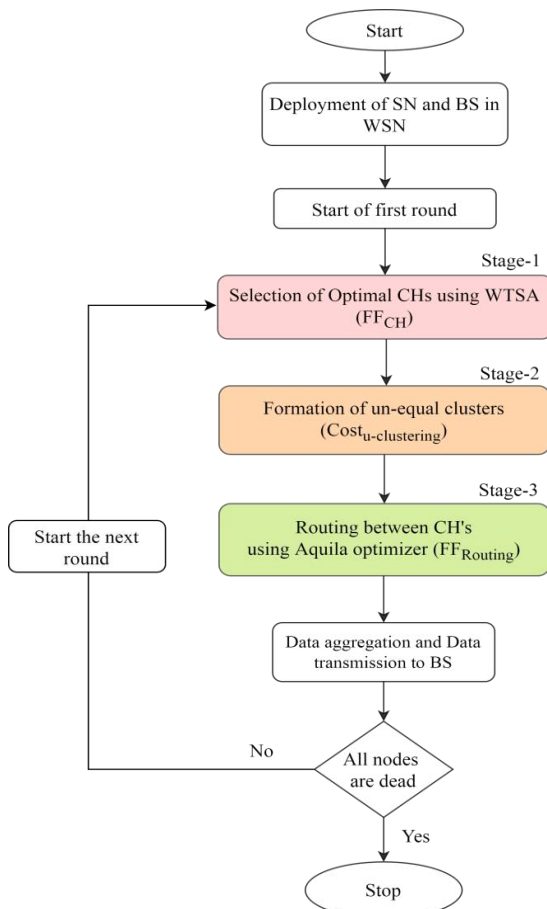 Start
Deployment of SN and BS in
WSN
Start of first round
Stage-1
Selection of Optimal CHs using WTSA
(FFCH)
Stage-2
Formation of un-equal clusters
(Costu-clustering)
Stage-3
Routing between CH's
using Aquila optimizer (FFRouting)
Start the next
round
Data aggregation and Data
transmission to BS
No
All nodes
are dead
Yes
Stop